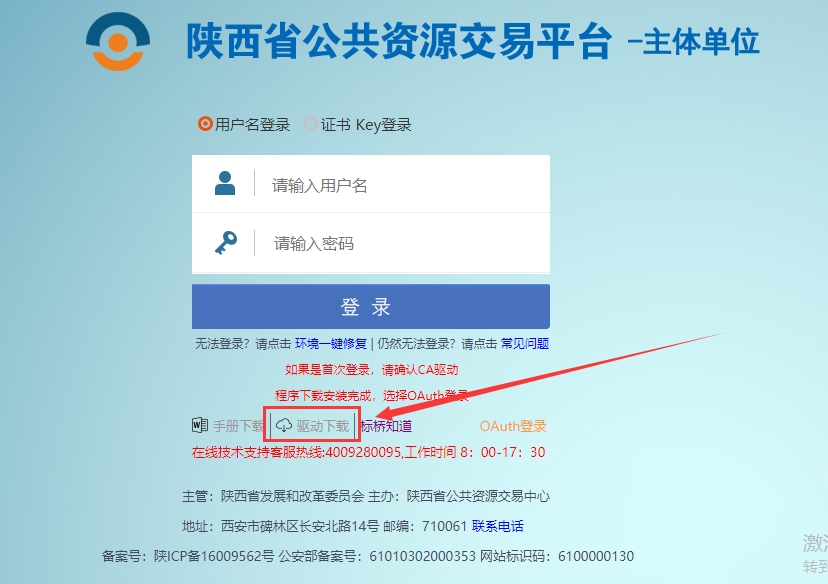 陕西省公共资源交易平台 –主体单位
用户名登录 证书 Key登录
请输入用户名
请输入密码
登 录
无法登录？请点击 环境一键修复 | 仍然无法登录？请点击 常见问题
如果是首次登录，请确认CA驱动
程序下载安装完成，选择OAuth登录
手册下载 驱动下载 标桥知道 OAuth登录
在线技术支持客服热线:4009280095,工作时间 8：00-17：30
主管：陕西省发展和改革委员会 主办：陕西省公共资源交易中心
地址：西安市碑林区长安北路14号 邮编：710061 联系电话
备案号：陕ICP备16009562号 公安部备案号：61010302000353 网站标识码：6100000130
激
转到